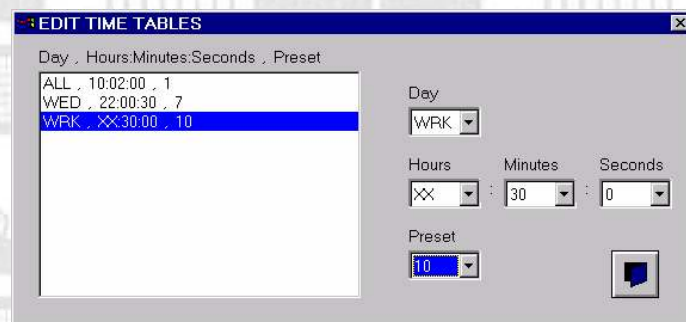 EDIT TIME TABLES
Day , Hours:Minutes:Seconds , Preset
ALL , 10:02:00 , 1
WED , 22:00:30 , 7
WRK , XX:30:00 , 10
Day
WRK
Hours Minutes Seconds
XX : 30 : 0
Preset
10